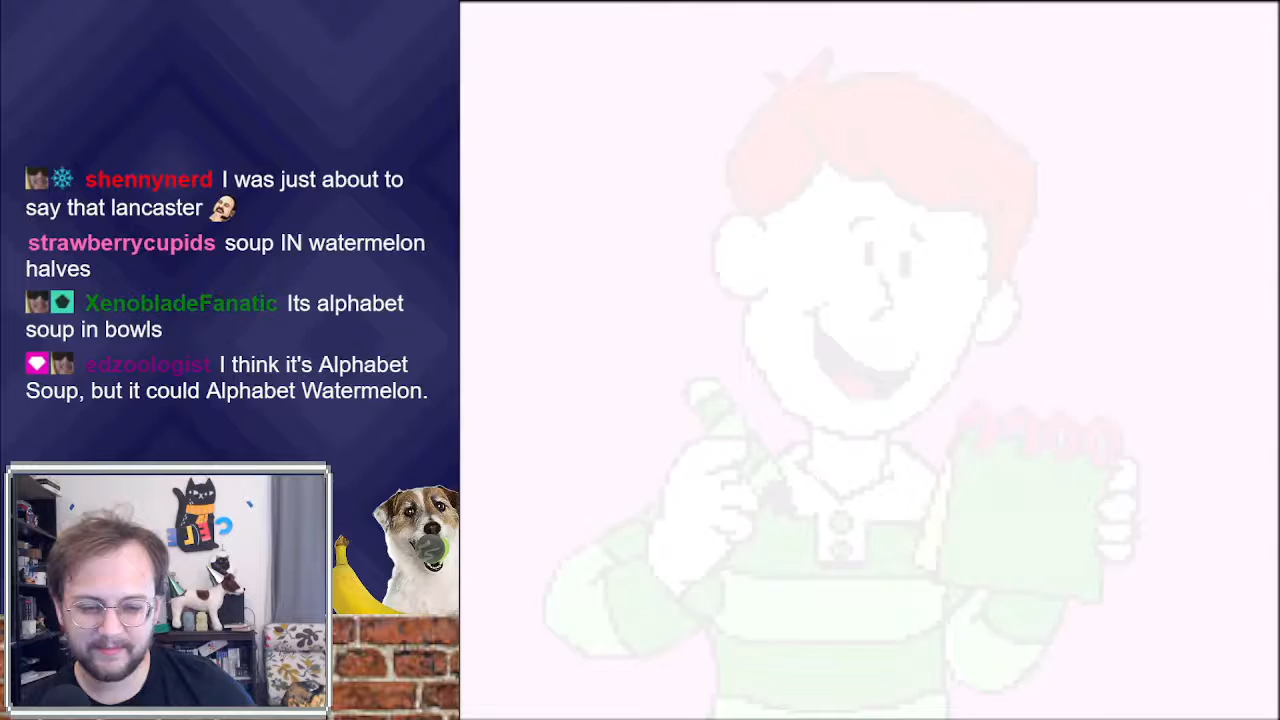 shennynerd I was just about to
say that lancaster
strawberrycupids soup IN watermelon
halves
XenobladeFanatic Its alphabet
soup in bowls
edzoologist I think it's Alphabet
Soup, but it could Alphabet Watermelon.